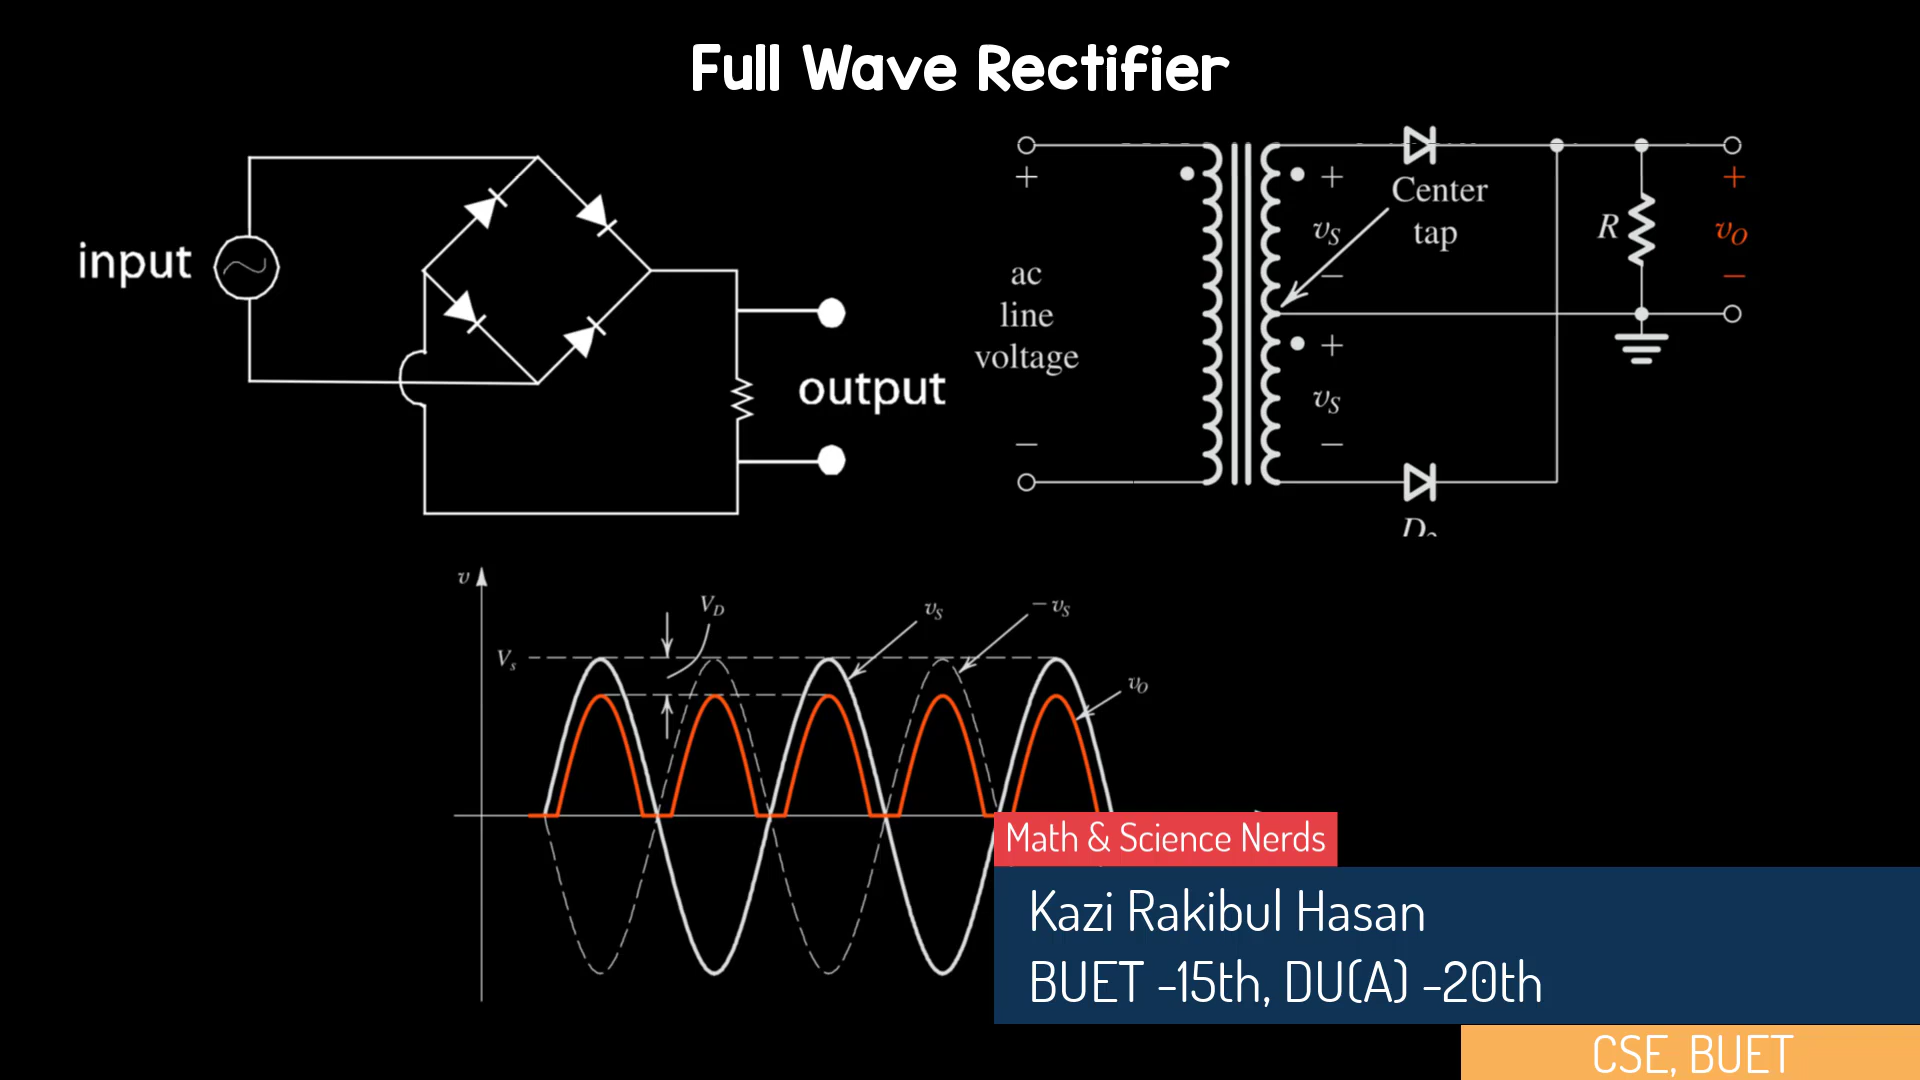 Full Wave Rectifier
input
output
+
ac
line
voltage
−
+
v_S
−
Center
tap
+
v_S
−
R
+
v_O
−
v
V_D
v_S
− v_S
V_s
v_O
Math & Science Nerds
Kazi Rakibul Hasan
BUET -15th, DU(A) -20th
CSE, BUET